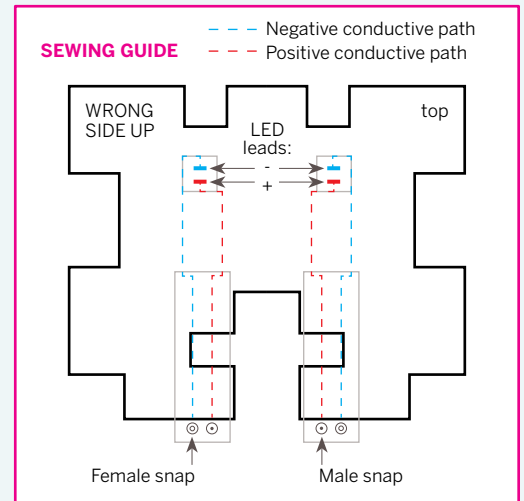 SEWING GUIDE
Negative conductive path
Positive conductive path
WRONG
SIDE UP
top
LED
leads:
-
+
Female snap
Male snap